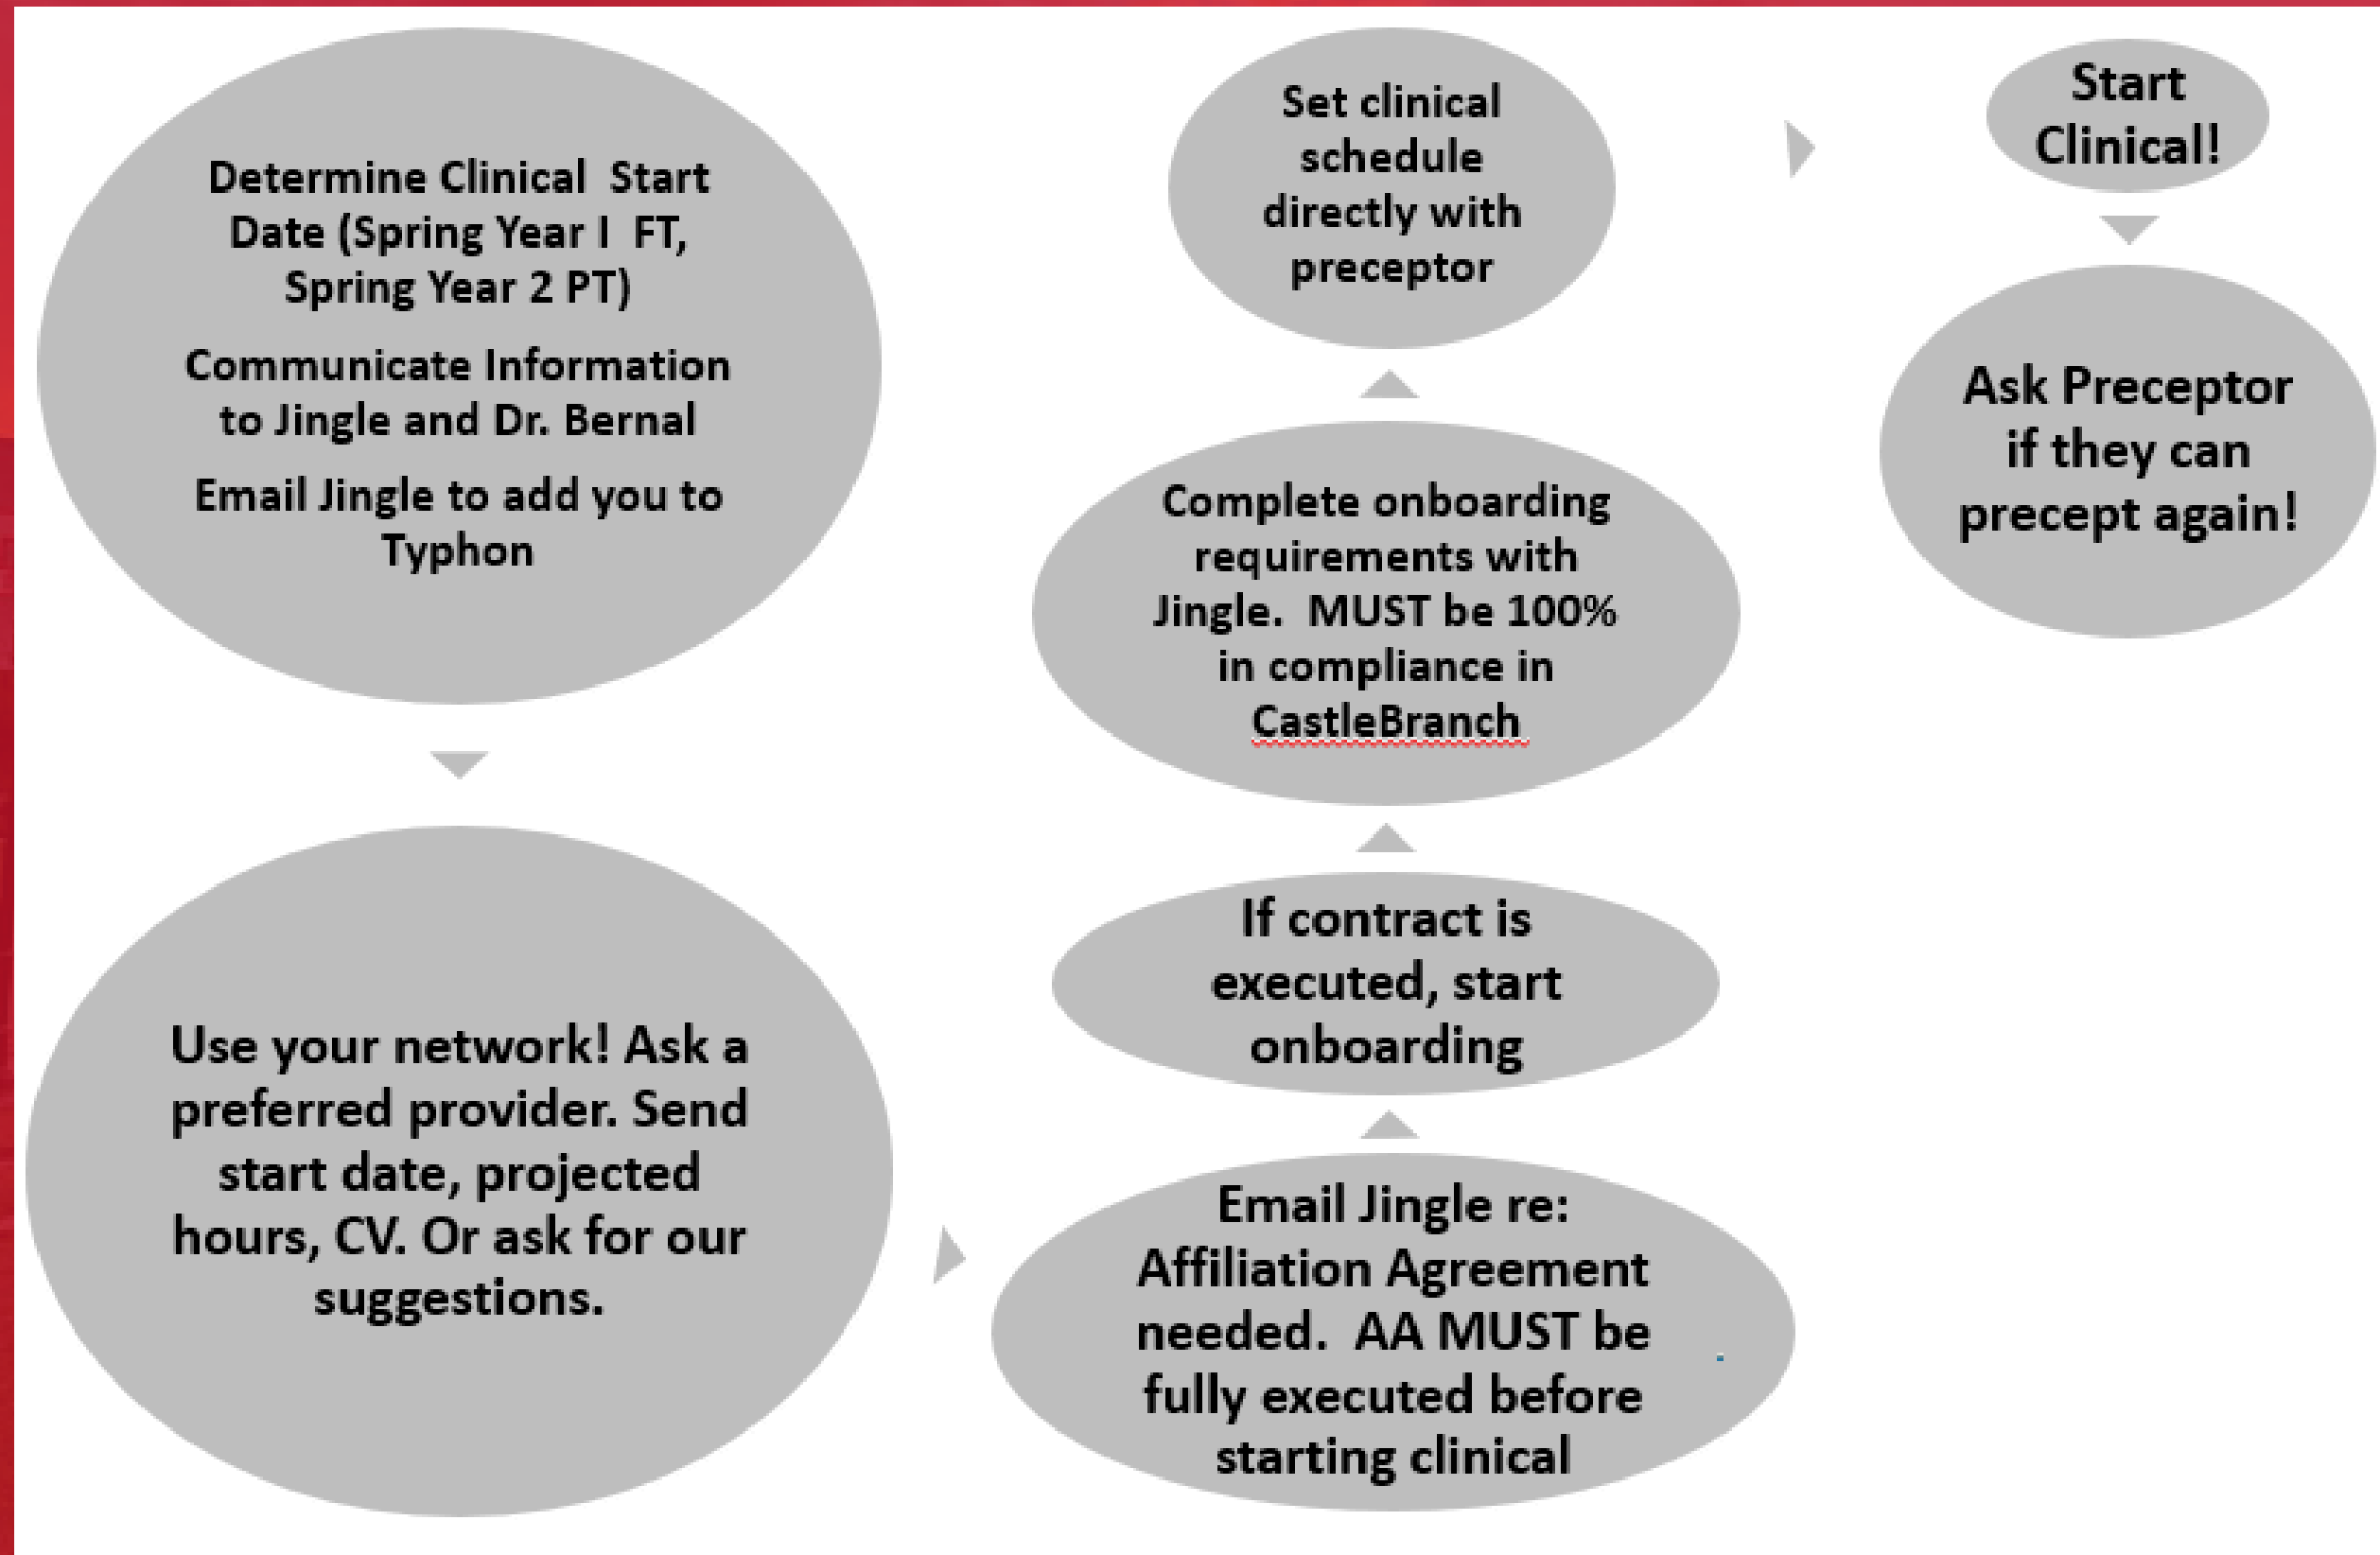 Determine Clinical  Start
Date (Spring Year I  FT,
Spring Year 2 PT)
Communicate Information
to Jingle and Dr. Bernal
Email Jingle to add you to
Typhon
Use your network! Ask a
preferred provider. Send
start date, projected
hours, CV. Or ask for our
suggestions.
Email Jingle re:
Affiliation Agreement
needed.  AA MUST be
fully executed before
starting clinical
If contract is
executed, start
onboarding
Complete onboarding
requirements with
Jingle.  MUST be 100%
in compliance in
CastleBranch
Set clinical
schedule
directly with
preceptor
Start
Clinical!
Ask Preceptor
if they can
precept again!